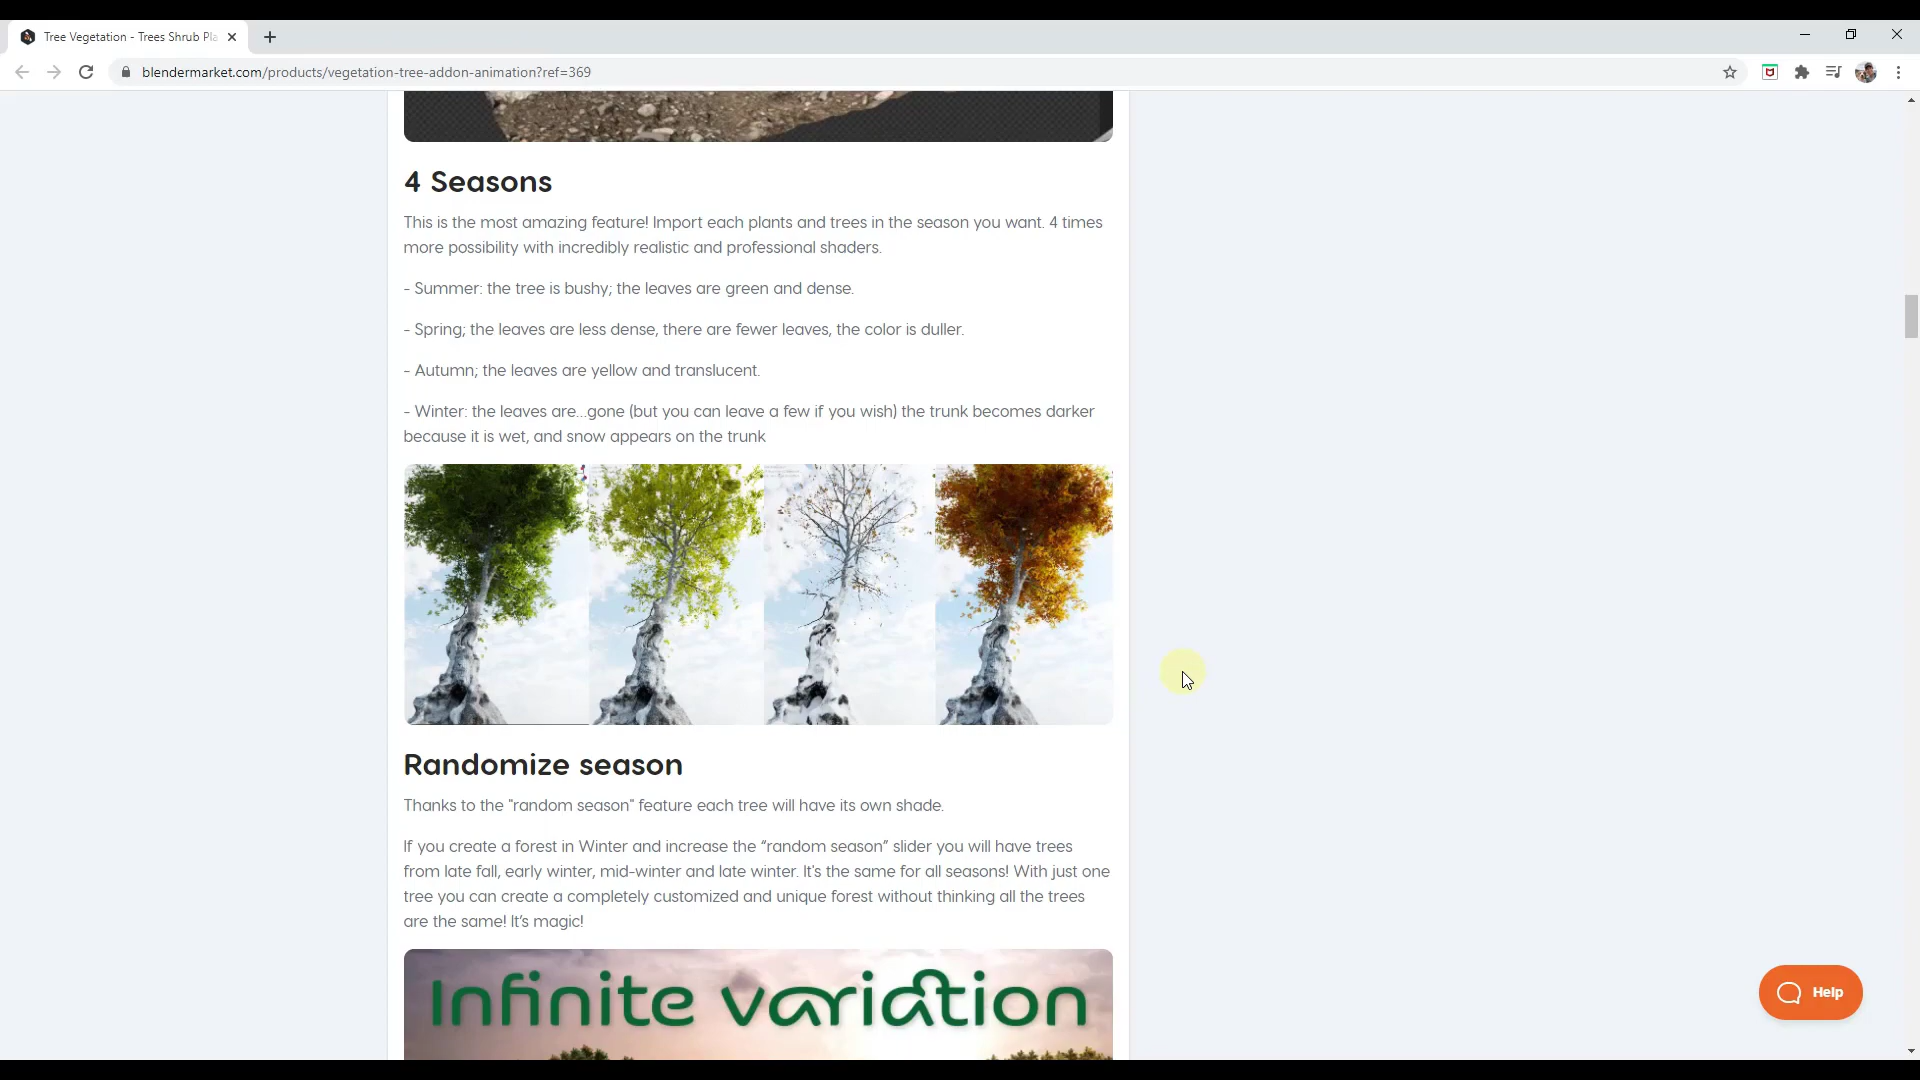 Tree Vegetation - Trees Shrub Pla
blendermarket.com/products/vegetation-tree-addon-animation?ref=369
4 Seasons
This is the most amazing feature! Import each plants and trees in the season you want. 4 times
more possibility with incredibly realistic and professional shaders.
- Summer: the tree is bushy; the leaves are green and dense.
- Spring; the leaves are less dense, there are fewer leaves, the color is duller.
- Autumn; the leaves are yellow and translucent.
- Winter: the leaves are...gone (but you can leave a few if you wish) the trunk becomes darker
because it is wet, and snow appears on the trunk
Randomize season
Thanks to the "random season" feature each tree will have its own shade.
If you create a forest in Winter and increase the “random season” slider you will have trees
from late fall, early winter, mid-winter and late winter. It's the same for all seasons! With just one
tree you can create a completely customized and unique forest without thinking all the trees
are the same! It’s magic!
Infinite variation
Help